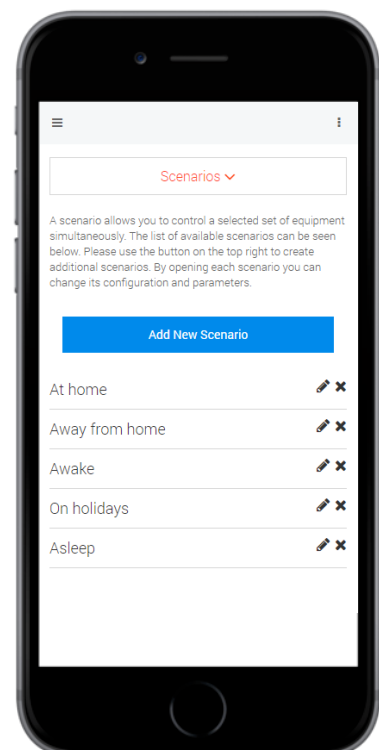 Scenarios
A scenario allows you to control a selected set of equipment
simultaneously. The list of available scenarios can be seen
below. Please use the button on the top right to create
additional scenarios. By opening each scenario you can
change its configuration and parameters.
Add New Scenario
At home
Away from home
Awake
On holidays
Asleep